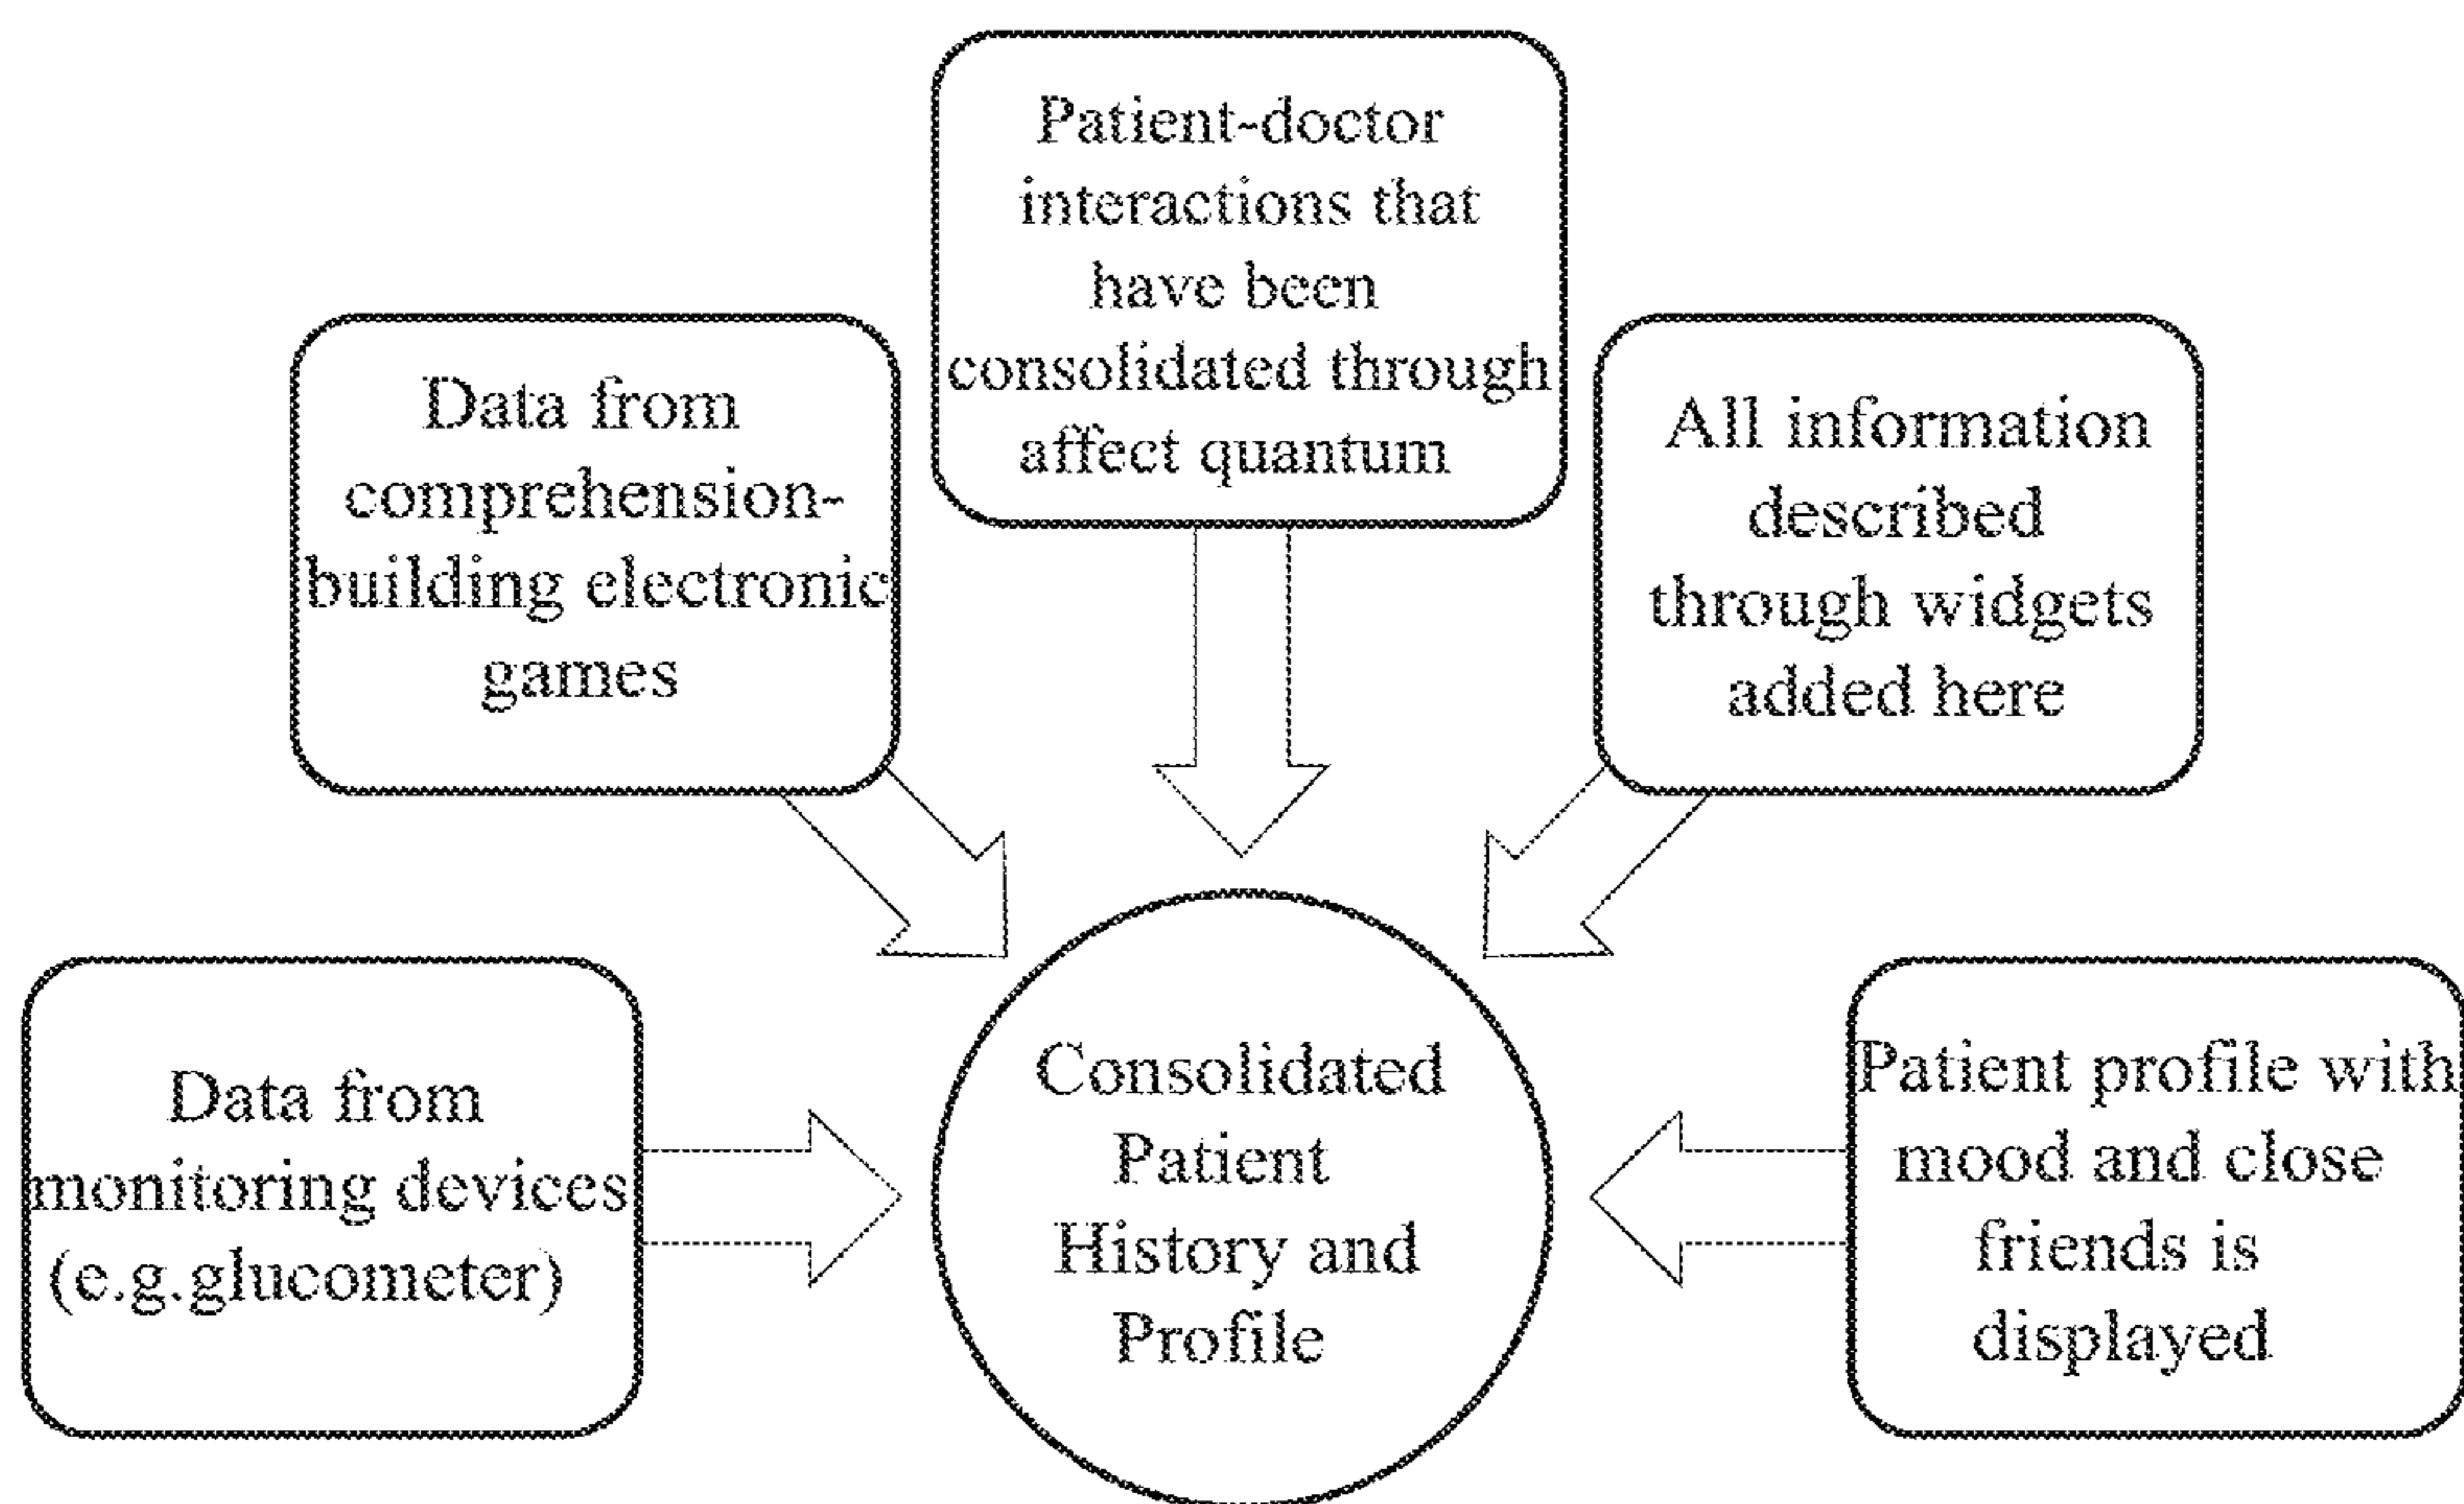 Patient-doctor
interactions that
have been
consolidated through
affect quantum
Data from
comprehension-
building electronic
games
All information
described
through widgets
added here
Data from
monitoring devices
(e.g.glucometer)
Consolidated
Patient
History and
Profile
Patient profile with
mood and close
friends is
displayed